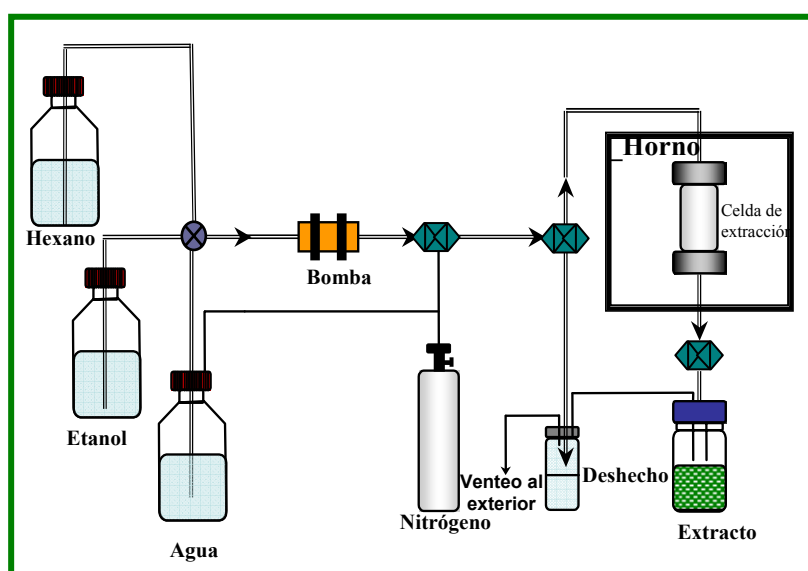 Horno
Celda de
extracción
Hexano
Bomba
Etanol
Venteo al
exterior
Deshecho
Nitrógeno
Extracto
Agua